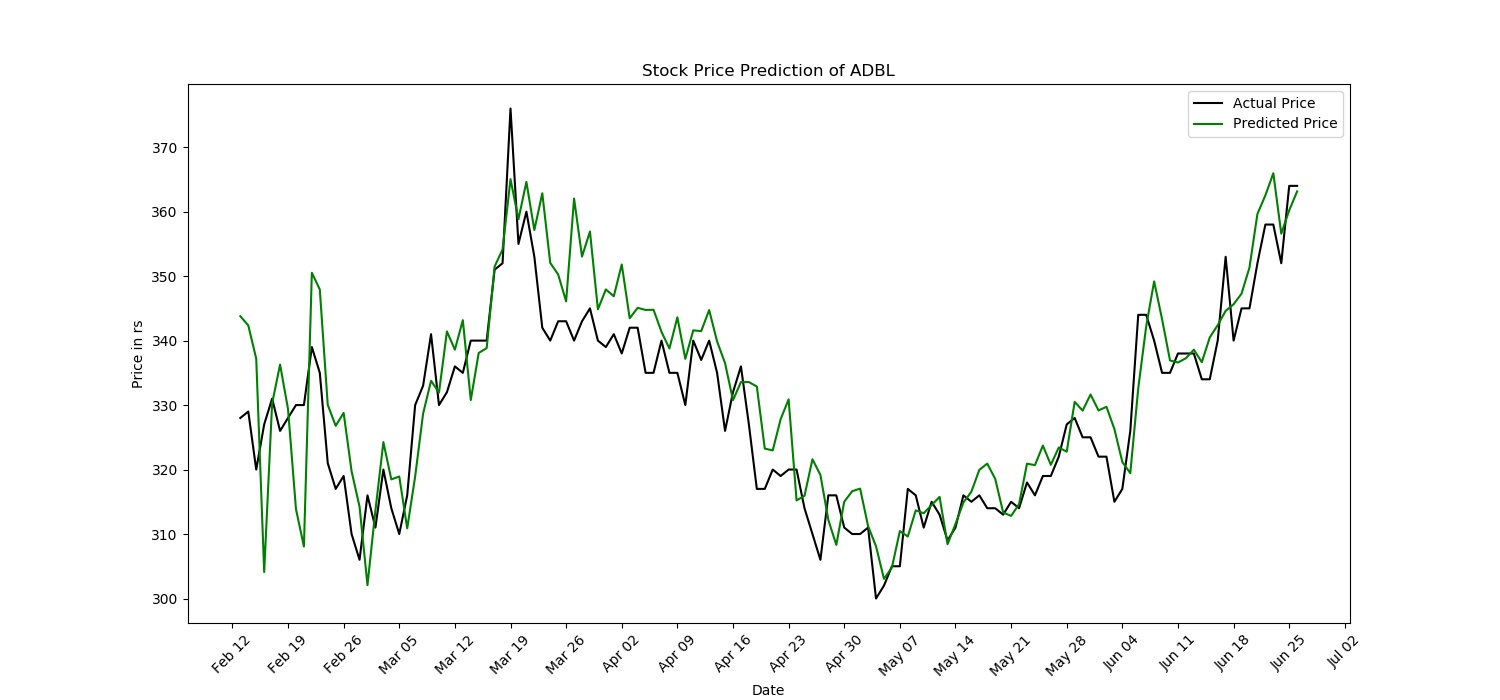 Stock Price Prediction of ADBL
Actual Price
Predicted Price
Price in rs
370
360
350
340
330
320
310
300
Feb 12
Feb 19
Feb 26
Mar 05
Mar 12
Mar 19
Mar 26
Apr 02
Apr 09
Apr 16
Apr 23
Apr 30
May 07
May 14
May 21
May 28
Jun 04
Jun 11
Jun 18
Jun 25
Jul 02
Date